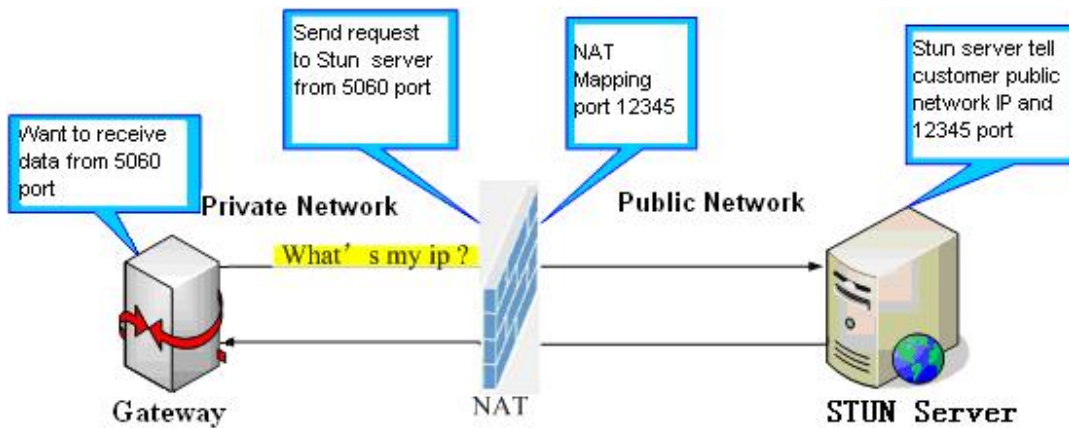 Send request
to Stun server
from 5060 port
NAT
Mapping
port 12345
Stun server tell
customer public
network IP and
12345 port
Want to receive
data from 5060
port
Private Network
Public Network
What's my ip ?
Gateway
NAT
STUN Server